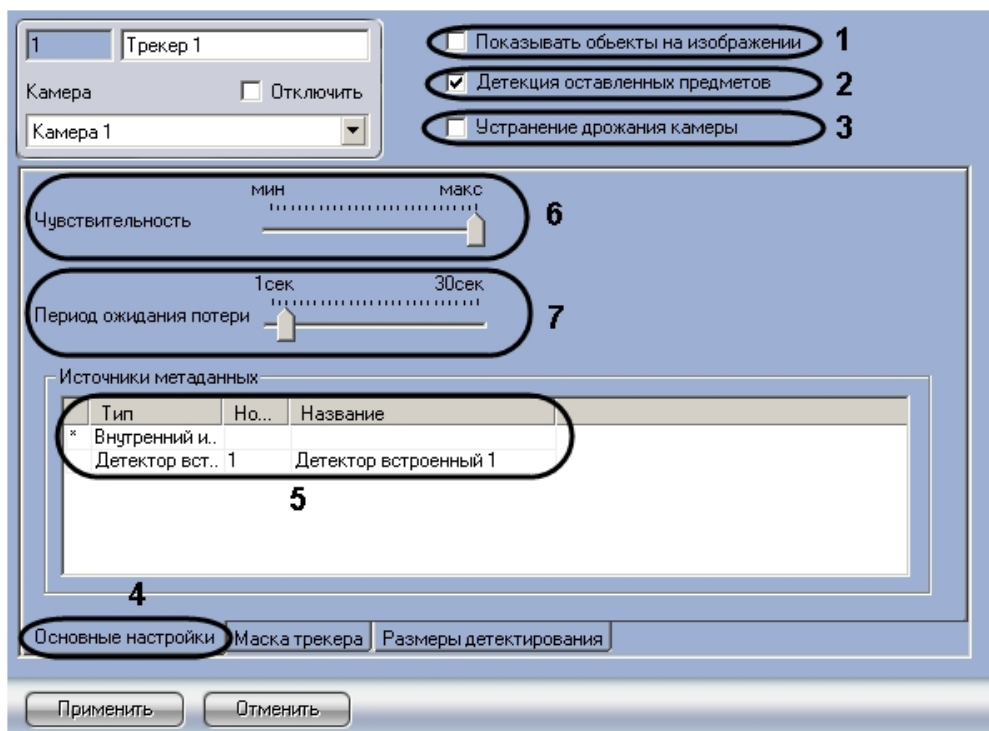 1 Трекер 1
Камера Отключить
Камера 1
Показывать обьекты на изображении 1
Детекция оставленных предметов 2
Устранение дрожания камеры 3
мин макс
Чувствительность 6
1сек 30сек
Период ожидания потери 7
Источники метаданных
Тип Но... Название
* Внутренний и..
Детектор вст.. 1 Детектор встроенный 1
5
4
Основные настройки Маска трекера Размеры детектирования
Применить Отменить